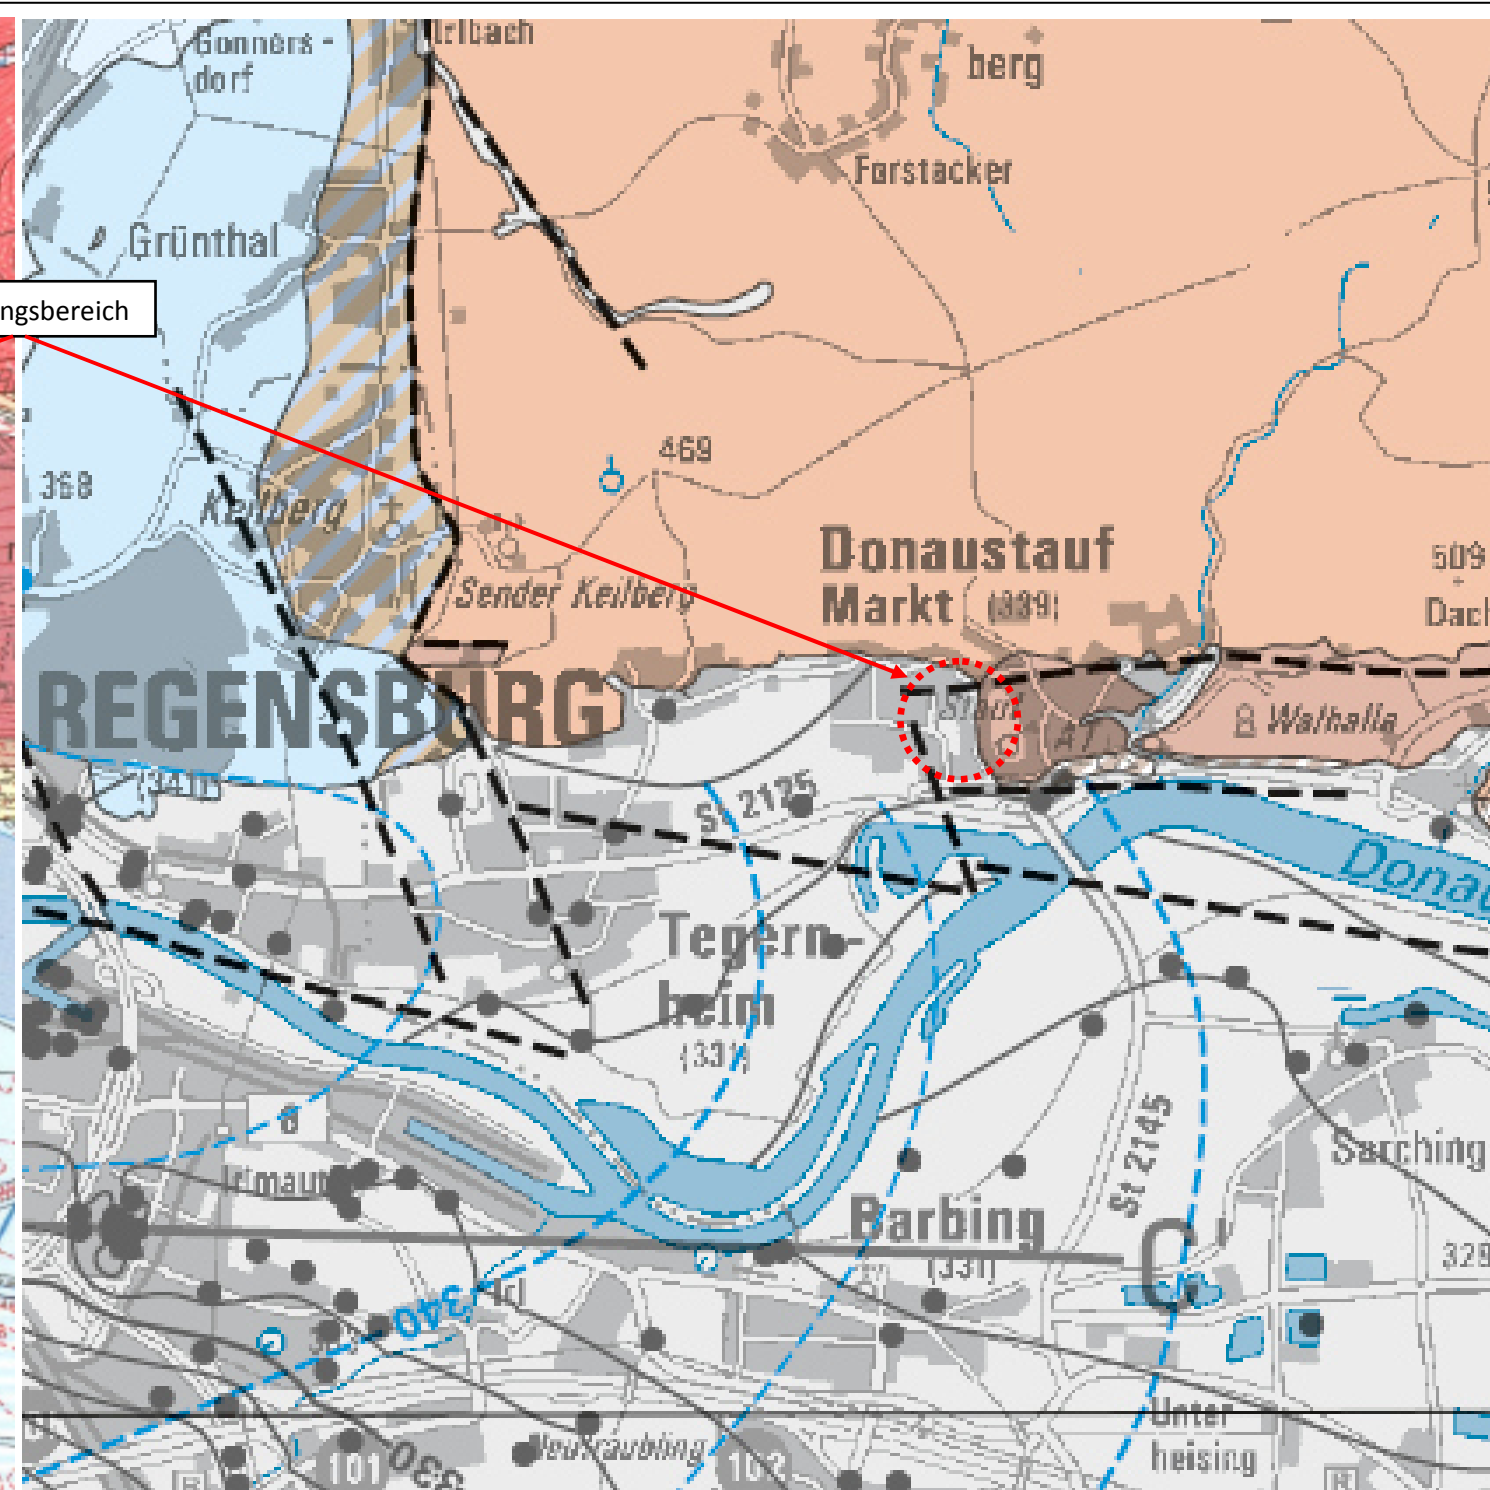 Gonners -
dorf
Irlbach
berg
Forstacker
Grünthal
ngsbereich
469
368
Keilberg
Donaustauf
Markt (339)
509
Dach
Sender Keilberg
REGENSBURG
Walhalla
St 2125
Donau
Tegern-
heim
(331)
St 2145
Sarching
Barbing
(331)
C'
329
340
Unter
heising
Neutraubling
101
102
330